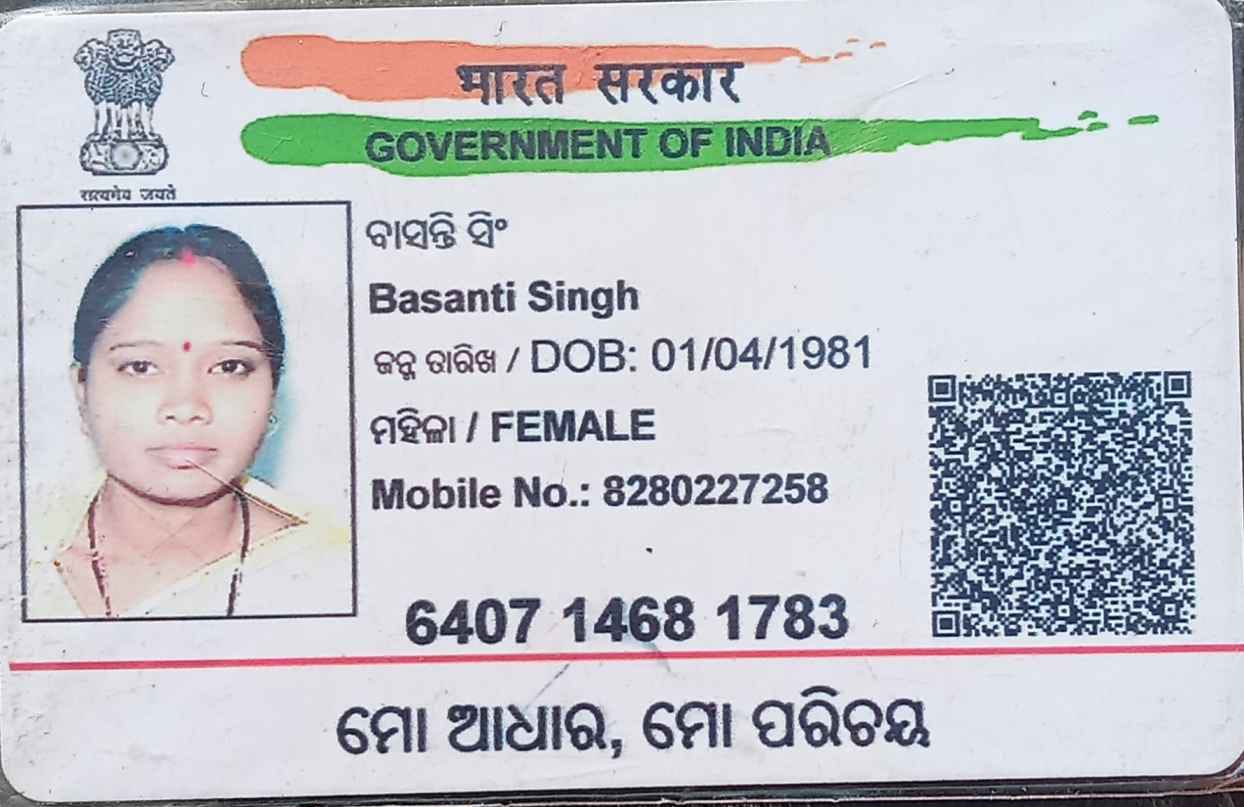 भारत सरकार
GOVERNMENT OF INDIA
सत्यमेव जयते
ବାସନ୍ତି ସିଂ
Basanti Singh
ଜନ୍ମ ତାରିଖ / DOB: 01/04/1981
ମହିଳା / FEMALE
Mobile No.: 8280227258
6407 1468 1783
ମୋ ଆଧାର, ମୋ ପରିଚୟ